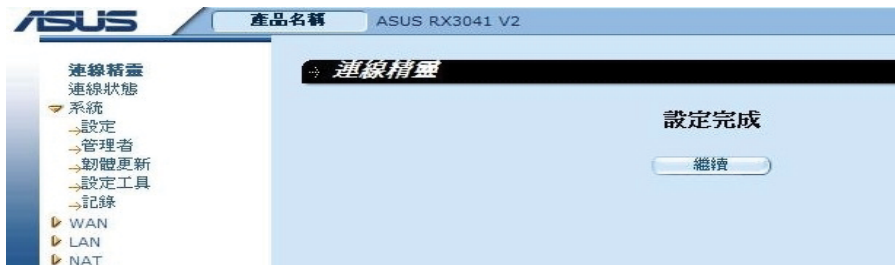 ASUS
產品名稱 ASUS RX3041 V2
連線精靈
連線狀態
系統
設定
管理者
韌體更新
設定工具
記錄
WAN
LAN
NAT
連線精靈
設定完成
繼續